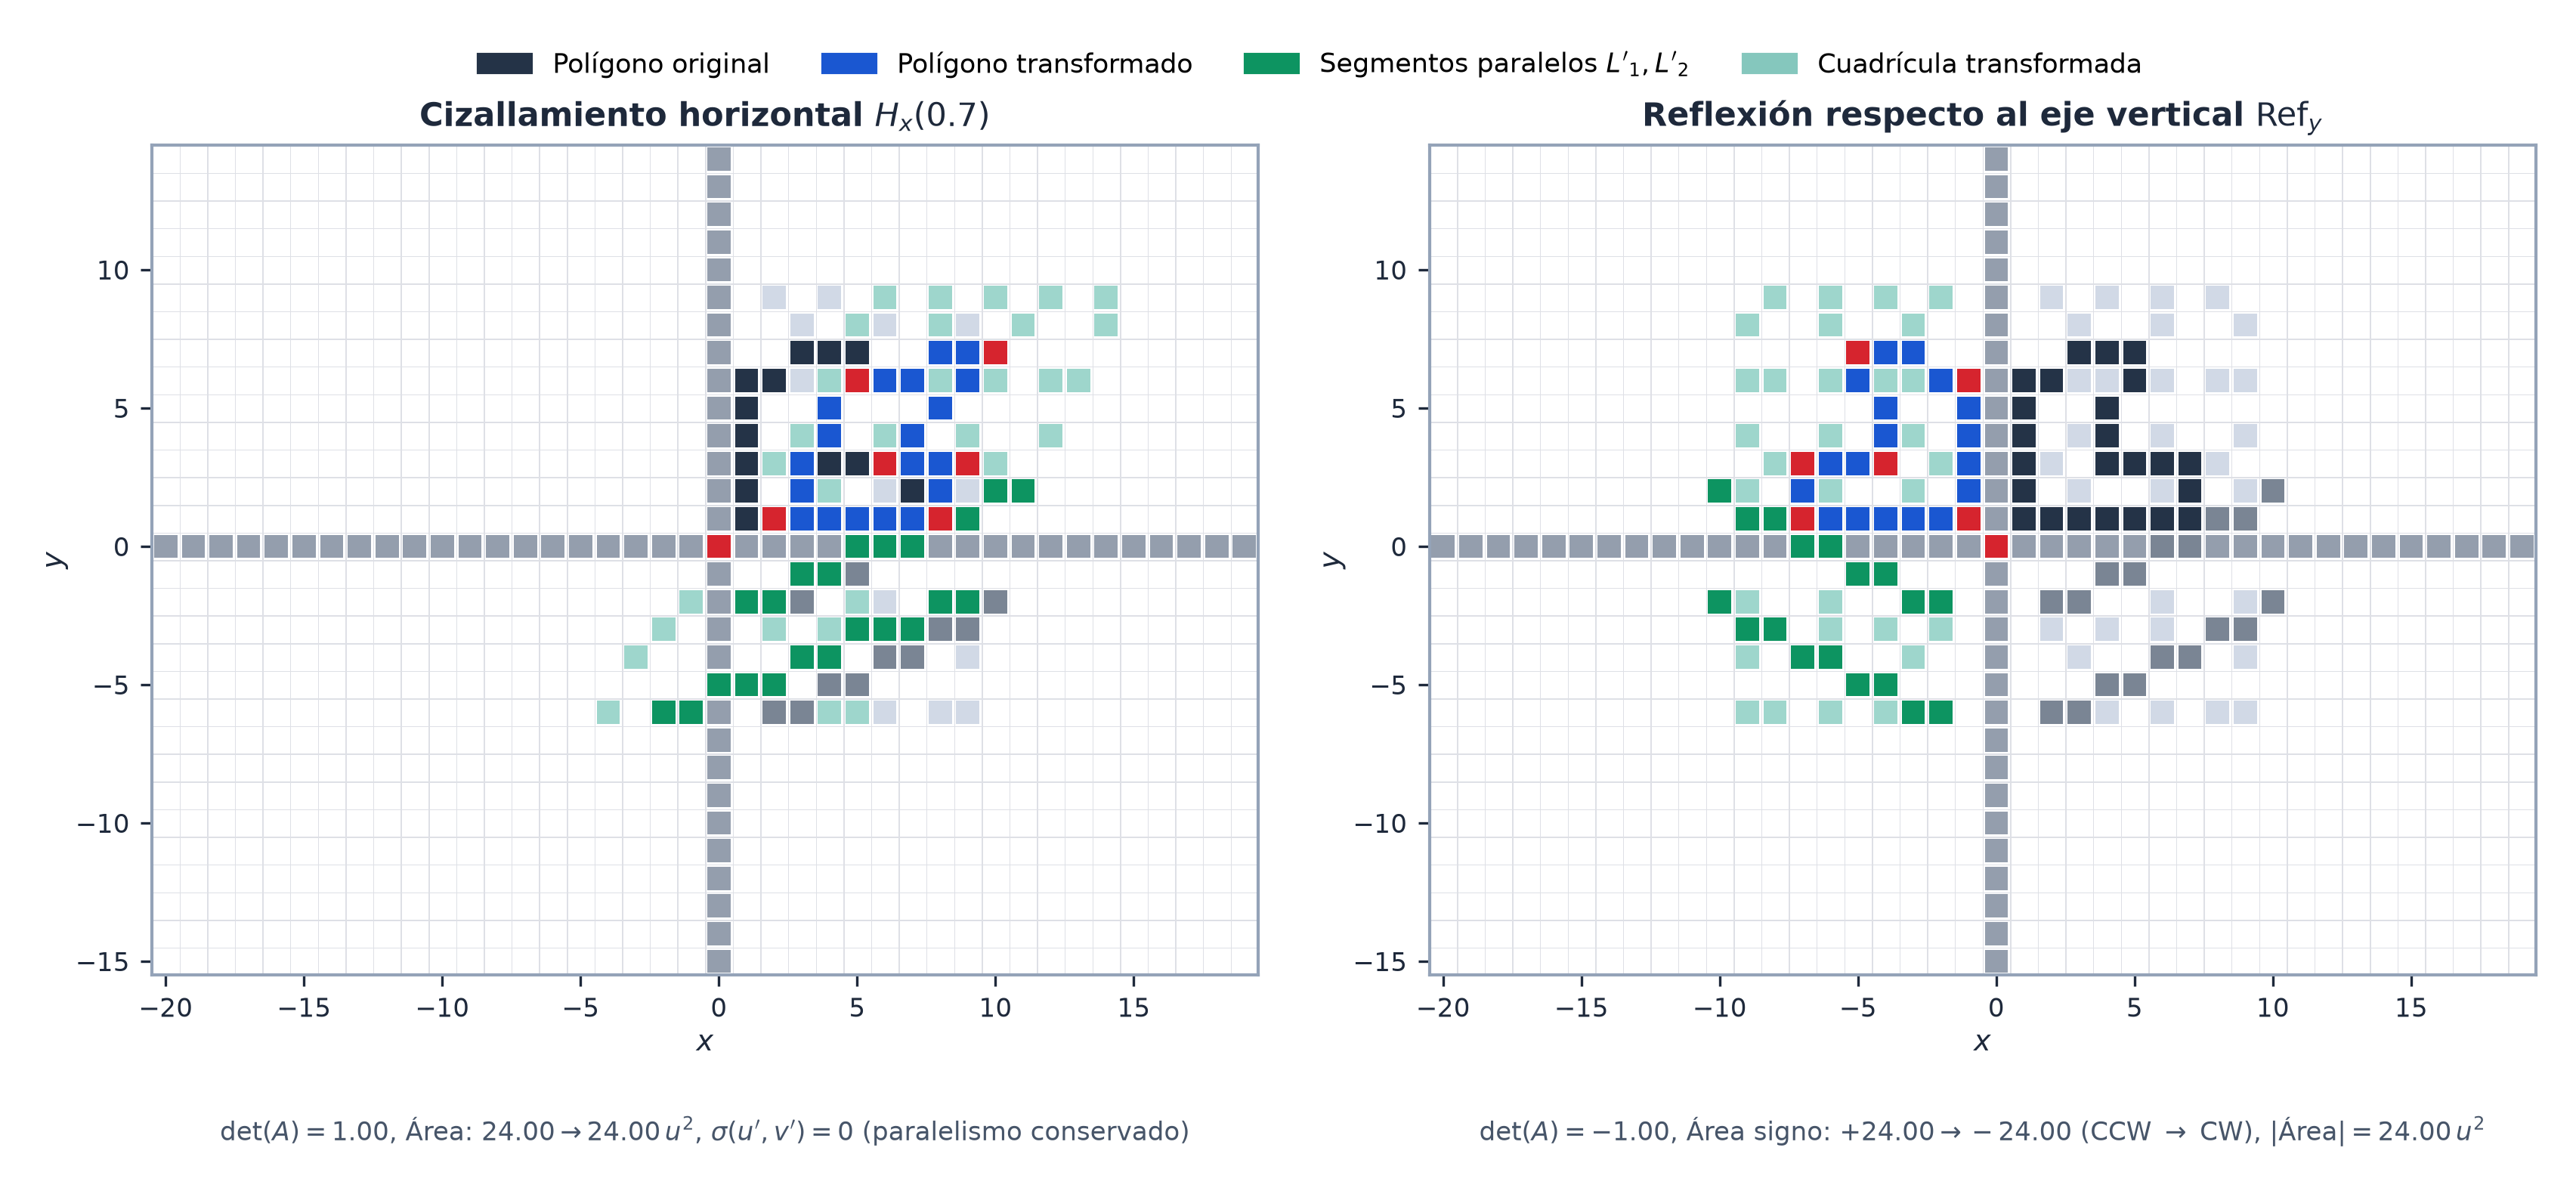 Polígono original
Polígono transformado
Segmentos paralelos L′₁, L′₂
Cuadrícula transformada
Cizallamiento horizontal Hₓ(0.7)
10
5
0
−5
−10
−15
y
−20 −15 −10 −5 0 5 10 15
x
det(A) = 1.00, Área: 24.00 → 24.00 u², σ(u′, v′) = 0 (paralelismo conservado)
Reflexión respecto al eje vertical Ref_y
10
5
0
−5
−10
−15
y
−20 −15 −10 −5 0 5 10 15
x
det(A) = −1.00, Área signo: +24.00 → −24.00 (CCW → CW), |Área| = 24.00 u²